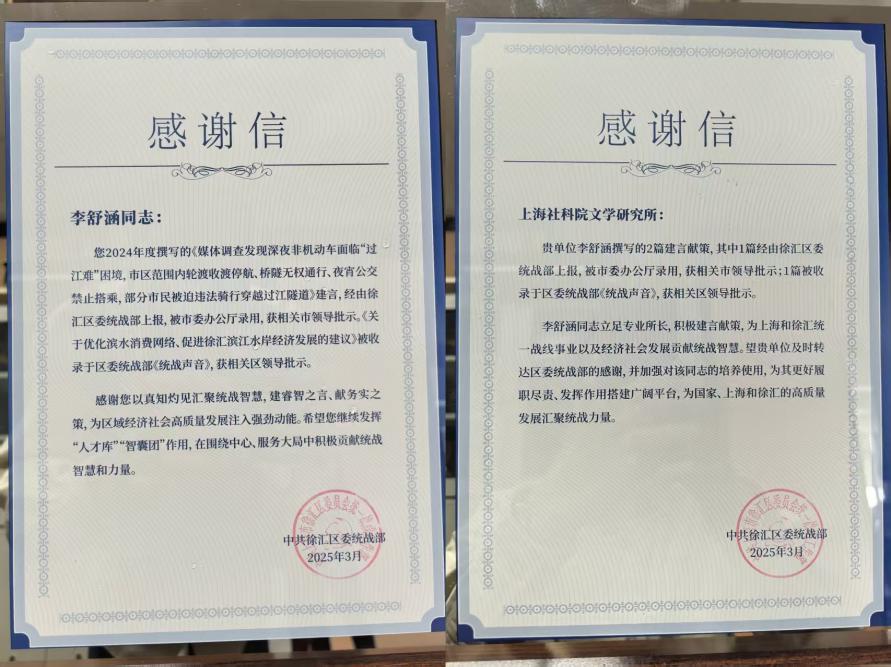 感谢信
李舒涵同志：
您2024年度撰写的《媒体调查发现深夜非机动车面临“过
江难”困境，市区范围内轮渡收渡停航、桥隧无权通行、夜宵公交
禁止搭乘，部分市民被迫违法骑行穿越过江隧道》建言，经由徐
汇区委统战部上报，被市委办公厅录用，获相关市领导批示。《关
于优化滨水消费网络、促进徐汇滨江水岸经济发展的建议》被收
录于区委统战部《统战声音》，获相关区领导批示。
感谢您以真知灼见汇聚统战智慧，建睿智之言、献务实之
策，为区域经济社会高质量发展注入强劲动能。希望您继续发挥
“人才库”“智囊团”作用，在围绕中心、服务大局中积极贡献统战
智慧和力量。
中共徐汇区委统战部
2025年3月
感谢信
上海社科院文学研究所：
贵单位李舒涵撰写的2篇建言献策，其中1篇经由徐汇区委
统战部上报，被市委办公厅录用，获相关市领导批示；1篇被收
录于区委统战部《统战声音》，获相关区领导批示。
李舒涵同志立足专业所长，积极建言献策，为上海和徐汇统
一战线事业以及经济社会发展贡献统战智慧。望贵单位及时转
达区委统战部的感谢，并加强对该同志的培养使用，为其更好履
职尽责、发挥作用搭建广阔平台，为国家、上海和徐汇的高质量
发展汇聚统战力量。
中共徐汇区委统战部
2025年3月